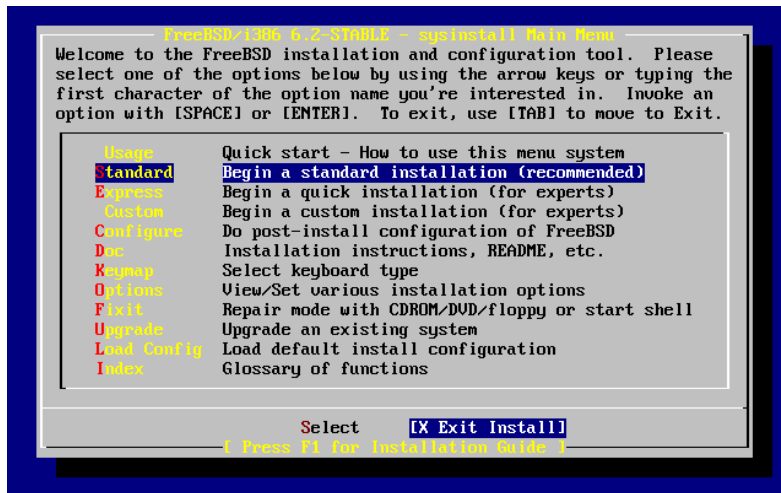 FreeBSD/i386 6.2-STABLE - sysinstall Main Menu
Welcome to the FreeBSD installation and configuration tool.  Please
select one of the options below by using the arrow keys or typing the
first character of the option name you're interested in.  Invoke an
option with [SPACE] or [ENTER].  To exit, use [TAB] to move to Exit.
Usage Quick start - How to use this menu system
Standard Begin a standard installation (recommended)
Express Begin a quick installation (for experts)
Custom Begin a custom installation (for experts)
Configure Do post-install configuration of FreeBSD
Doc Installation instructions, README, etc.
Keymap Select keyboard type
Options View/Set various installation options
Fixit Repair mode with CDROM/DVD/floppy or start shell
Upgrade Upgrade an existing system
Load Config Load default install configuration
Index Glossary of functions
Select [X Exit Install]
[ Press F1 for Installation Guide ]